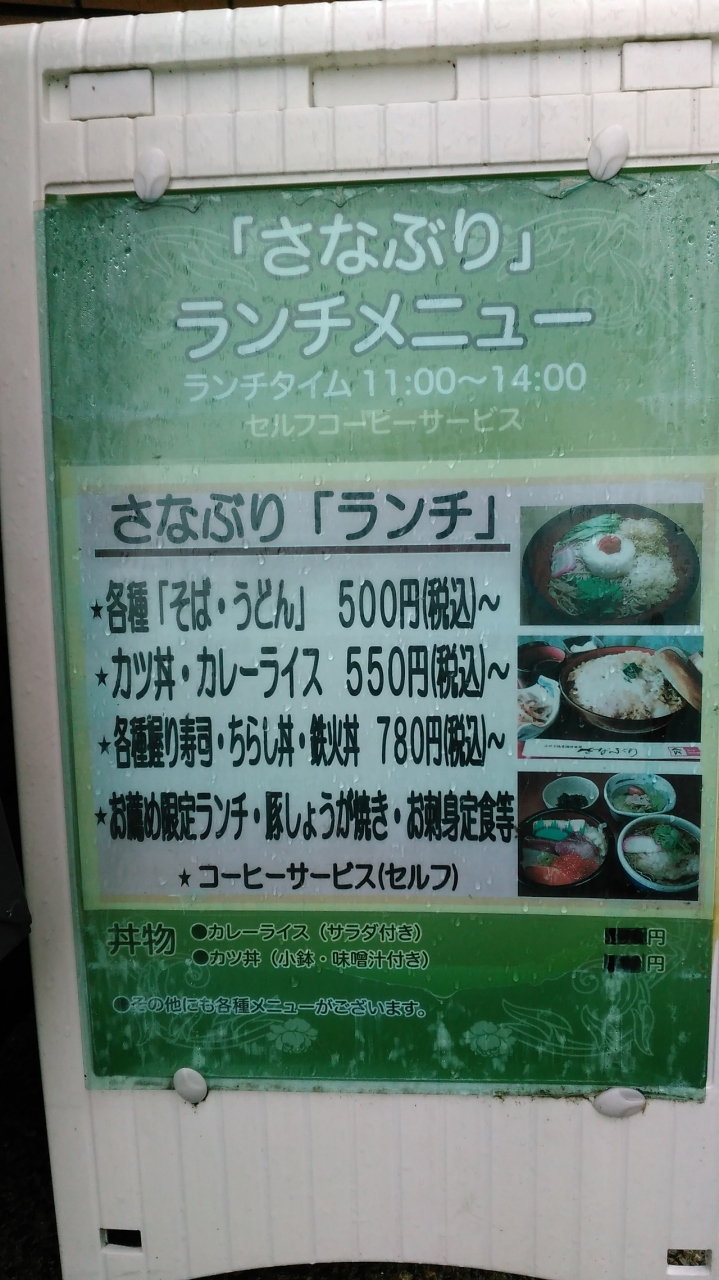 「さなぶり」
ランチメニュー
ランチタイム 11:00～14:00
セルフコーヒーサービス
さなぶり「ランチ」
★各種「そば・うどん」 500円(税込)～
★カツ丼・カレーライス 550円(税込)～
★各種握り寿司・ちらし丼・鉄火丼 780円(税込)～
★お薦め限定ランチ・豚しょうが焼き・お刺身定食等
★コーヒーサービス(セルフ)
さなぶり
丼物 ●カレーライス（サラダ付き） 円
●カツ丼（小鉢・味噌汁付き） 円
●その他にも各種メニューがございます。